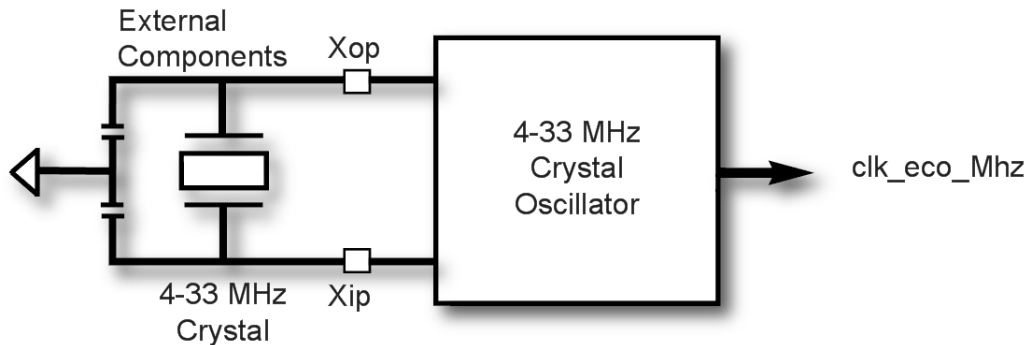 External
Components
Xop
4-33 MHz
Crystal
Oscillator
clk_eco_Mhz
4-33 MHz
Crystal
Xip